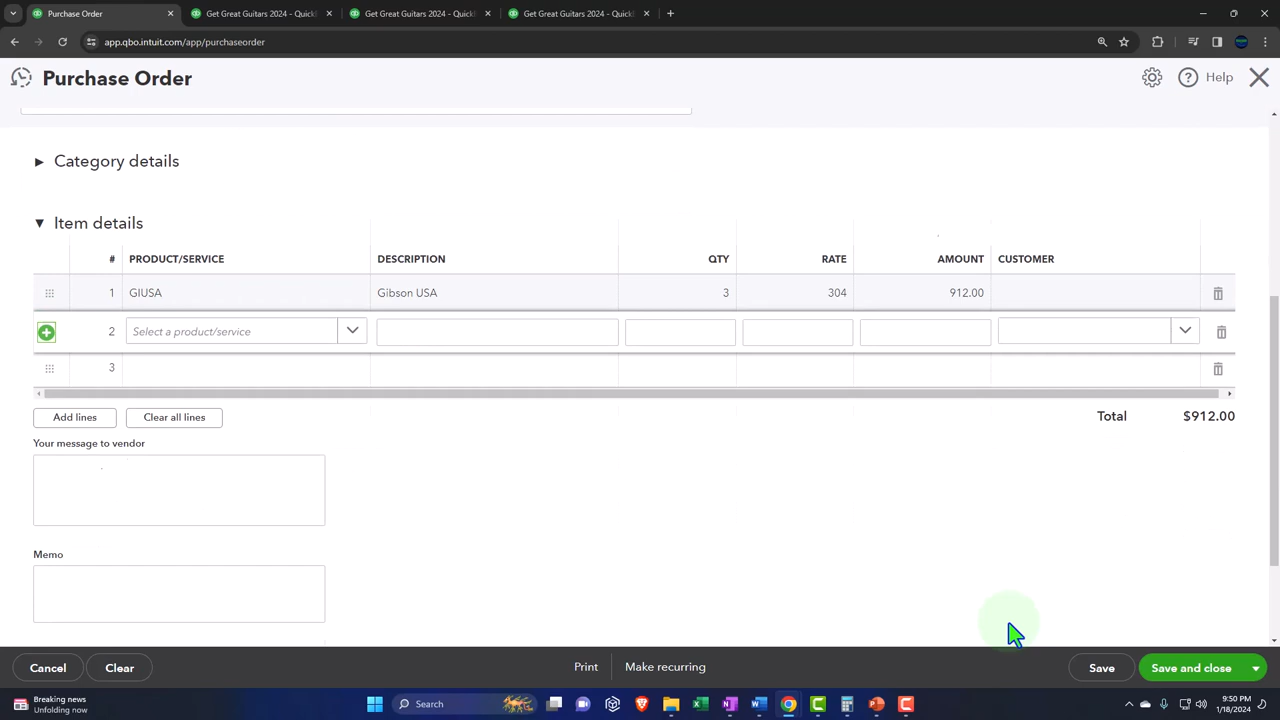 Purchase Order
Get Great Guitars 2024 - QuickB
Get Great Guitars 2024 - QuickB
Get Great Guitars 2024 - QuickB
app.qbo.intuit.com/app/purchaseorder
Purchase Order
Help
Category details
Item details
# PRODUCT/SERVICE DESCRIPTION QTY RATE AMOUNT CUSTOMER
1 GIUSA Gibson USA 3 304 912.00
2 Select a product/service
3
Add lines Clear all lines Total $912.00
Your message to vendor
Memo
Cancel Clear Print Make recurring Save Save and close
Breaking news
Unfolding now
Search
9:50 PM
1/18/2024